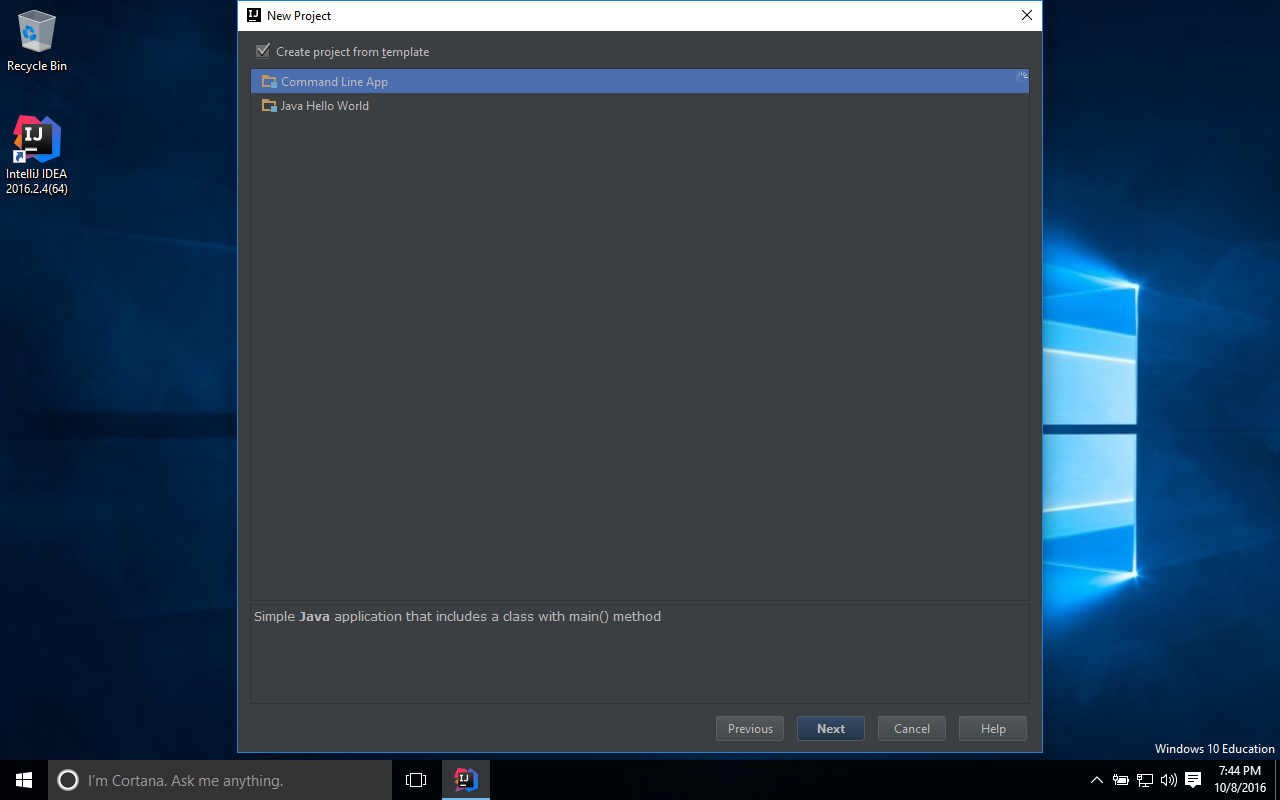 New Project
Recycle Bin
Create project from template
Command Line App
Java Hello World
IJ
IntelliJ IDEA
2016.2.4(64)
Simple Java application that includes a class with main() method
Previous
Next
Cancel
Help
Windows 10 Education
I'm Cortana. Ask me anything.
IJ
7:44 PM
10/8/2016